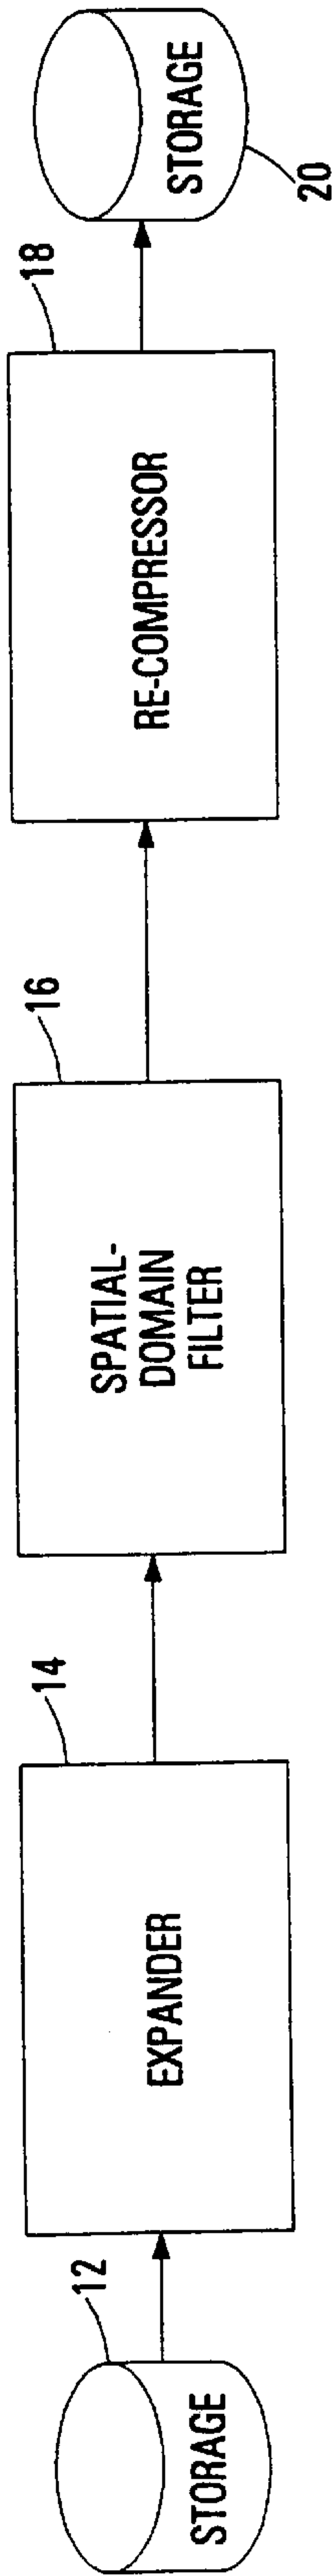 12
STORAGE
14
EXPANDER
16
SPATIAL-
DOMAIN
FILTER
18
RE-COMPRESSOR
STORAGE
20